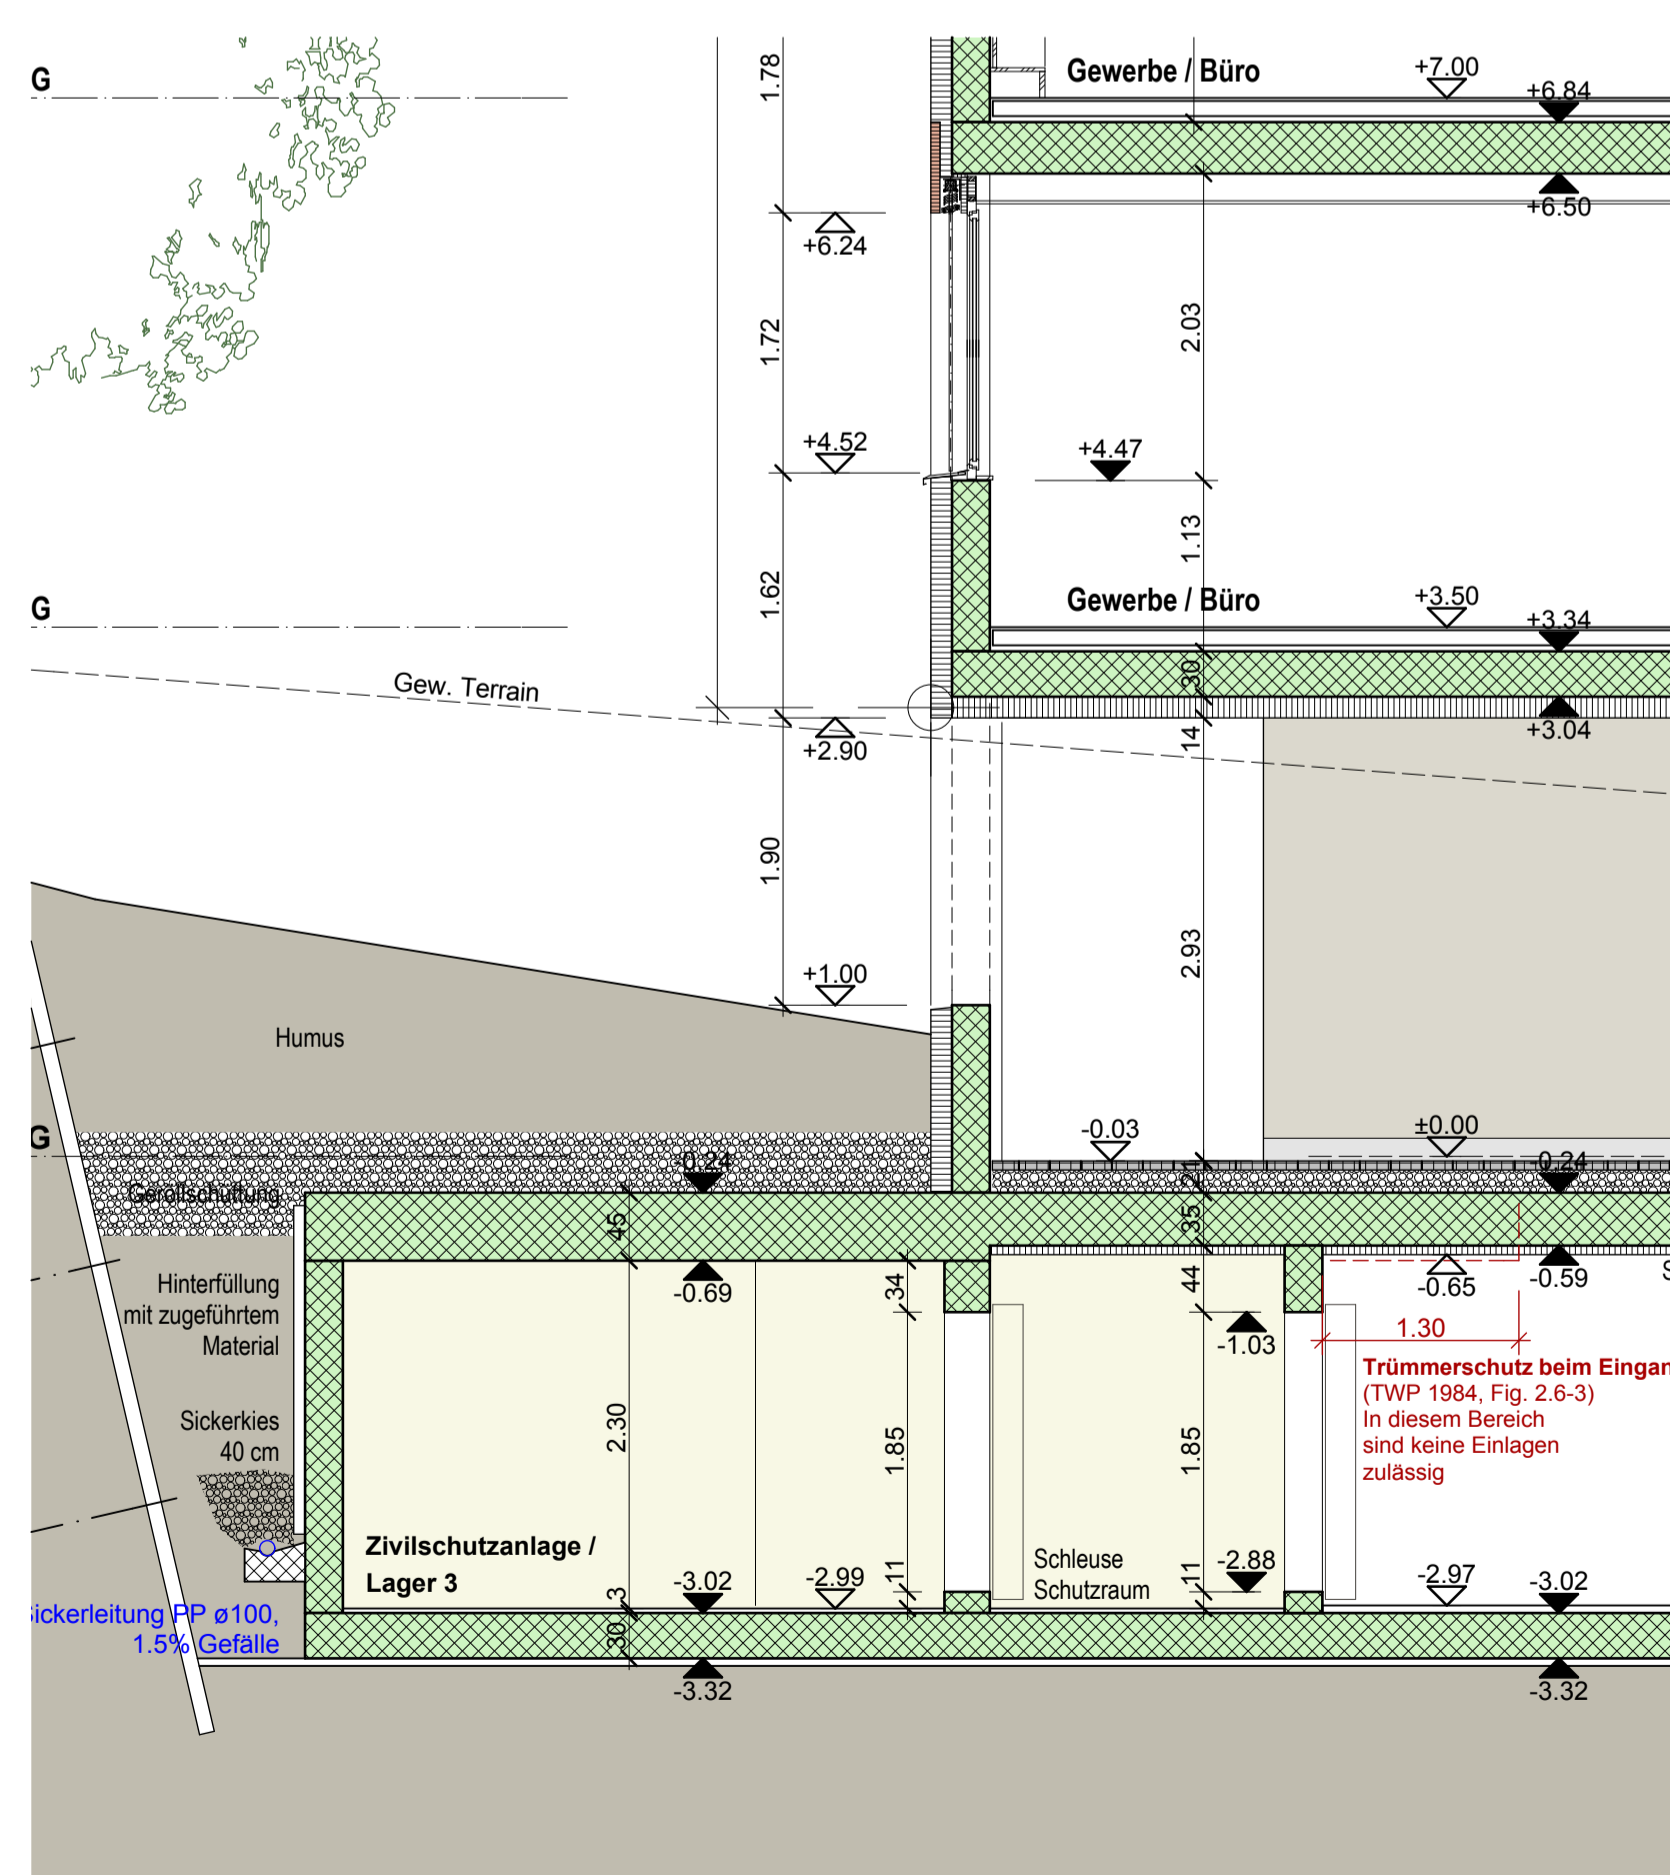 G
1.78
Gewerbe / Büro
+7.00
+6.84
+6.50
+6.24
1.72
2.03
+4.52
+4.47
1.13
1.62
G
Gewerbe / Büro
+3.50
+3.34
Gew. Terrain
30
+2.90
+3.04
14
1.90
2.93
+1.00
Humus
G
-0.03
±0.00
-0.24
-0.24
21
Geröllschüttung
45
35
Hinterfüllung
mit zugeführtem
Material
-0.69
34
44
-0.65
-0.59
S
-1.03
1.30
Trümmerschutz beim Eingan
(TWP 1984, Fig. 2.6-3)
In diesem Bereich
sind keine Einlagen
zulässig
Sickerkies
40 cm
2.30
1.85
1.85
Zivilschutzanlage /
Lager 3
-3.02
-2.99
11
Schleuse
Schutzraum
-2.88
11
-2.97
-3.02
3
ickerleitung PP ø100,
1.5% Gefälle
30
-3.32
-3.32